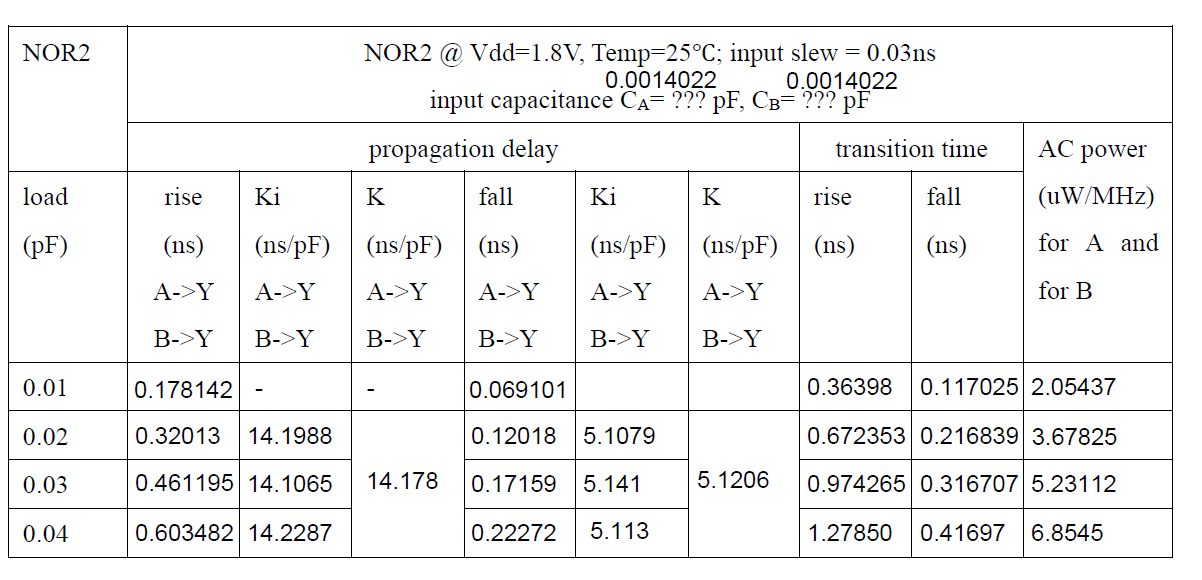 NOR2
NOR2 @ Vdd=1.8V, Temp=25℃; input slew = 0.03ns
0.0014022 0.0014022
input capacitance CA= ??? pF, CB= ??? pF
propagation delay transition time AC power
load rise Ki K fall Ki K rise fall (uW/MHz)
(pF) (ns) (ns/pF) (ns/pF) (ns) (ns/pF) (ns/pF) (ns) (ns) for A and
A->Y A->Y A->Y A->Y A->Y A->Y for B
B->Y B->Y B->Y B->Y B->Y B->Y
0.01 0.178142 - - 0.069101 0.36398 0.117025 2.05437
0.02 0.32013 14.1988 0.12018 5.1079 0.672353 0.216839 3.67825
0.03 0.461195 14.1065 14.178 0.17159 5.141 5.1206 0.974265 0.316707 5.23112
0.04 0.603482 14.2287 0.22272 5.113 1.27850 0.41697 6.8545